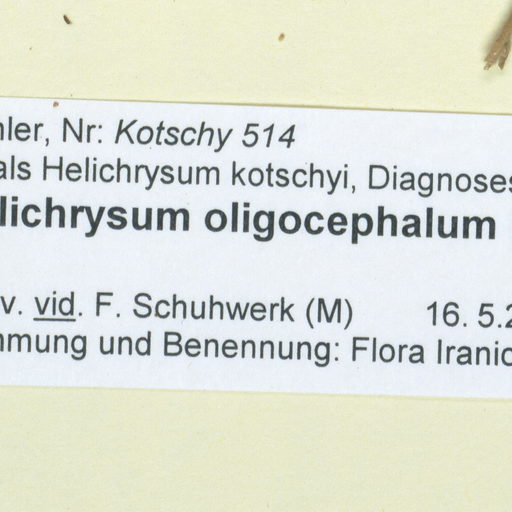 ler, Nr: Kotschy 514
als Helichrysum kotschyi, Diagnoses
lichrysum oligocephalum
v. vid. F. Schuhwerk (M) 16. 5.2
mmung und Benennung: Flora Iranic